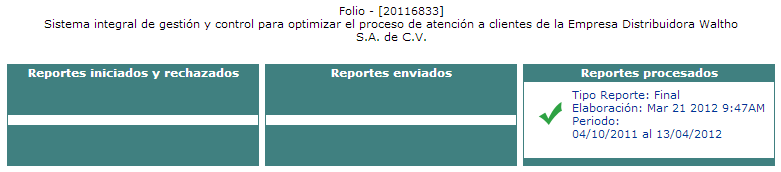 Folio - [20116833]
Sistema integral de gestión y control para optimizar el proceso de atención a clientes de la Empresa Distribuidora Waltho
S.A. de C.V.
Reportes iniciados y rechazados
Reportes enviados
Reportes procesados
Tipo Reporte: Final
Elaboración: Mar 21 2012 9:47AM
Periodo:
04/10/2011 al 13/04/2012